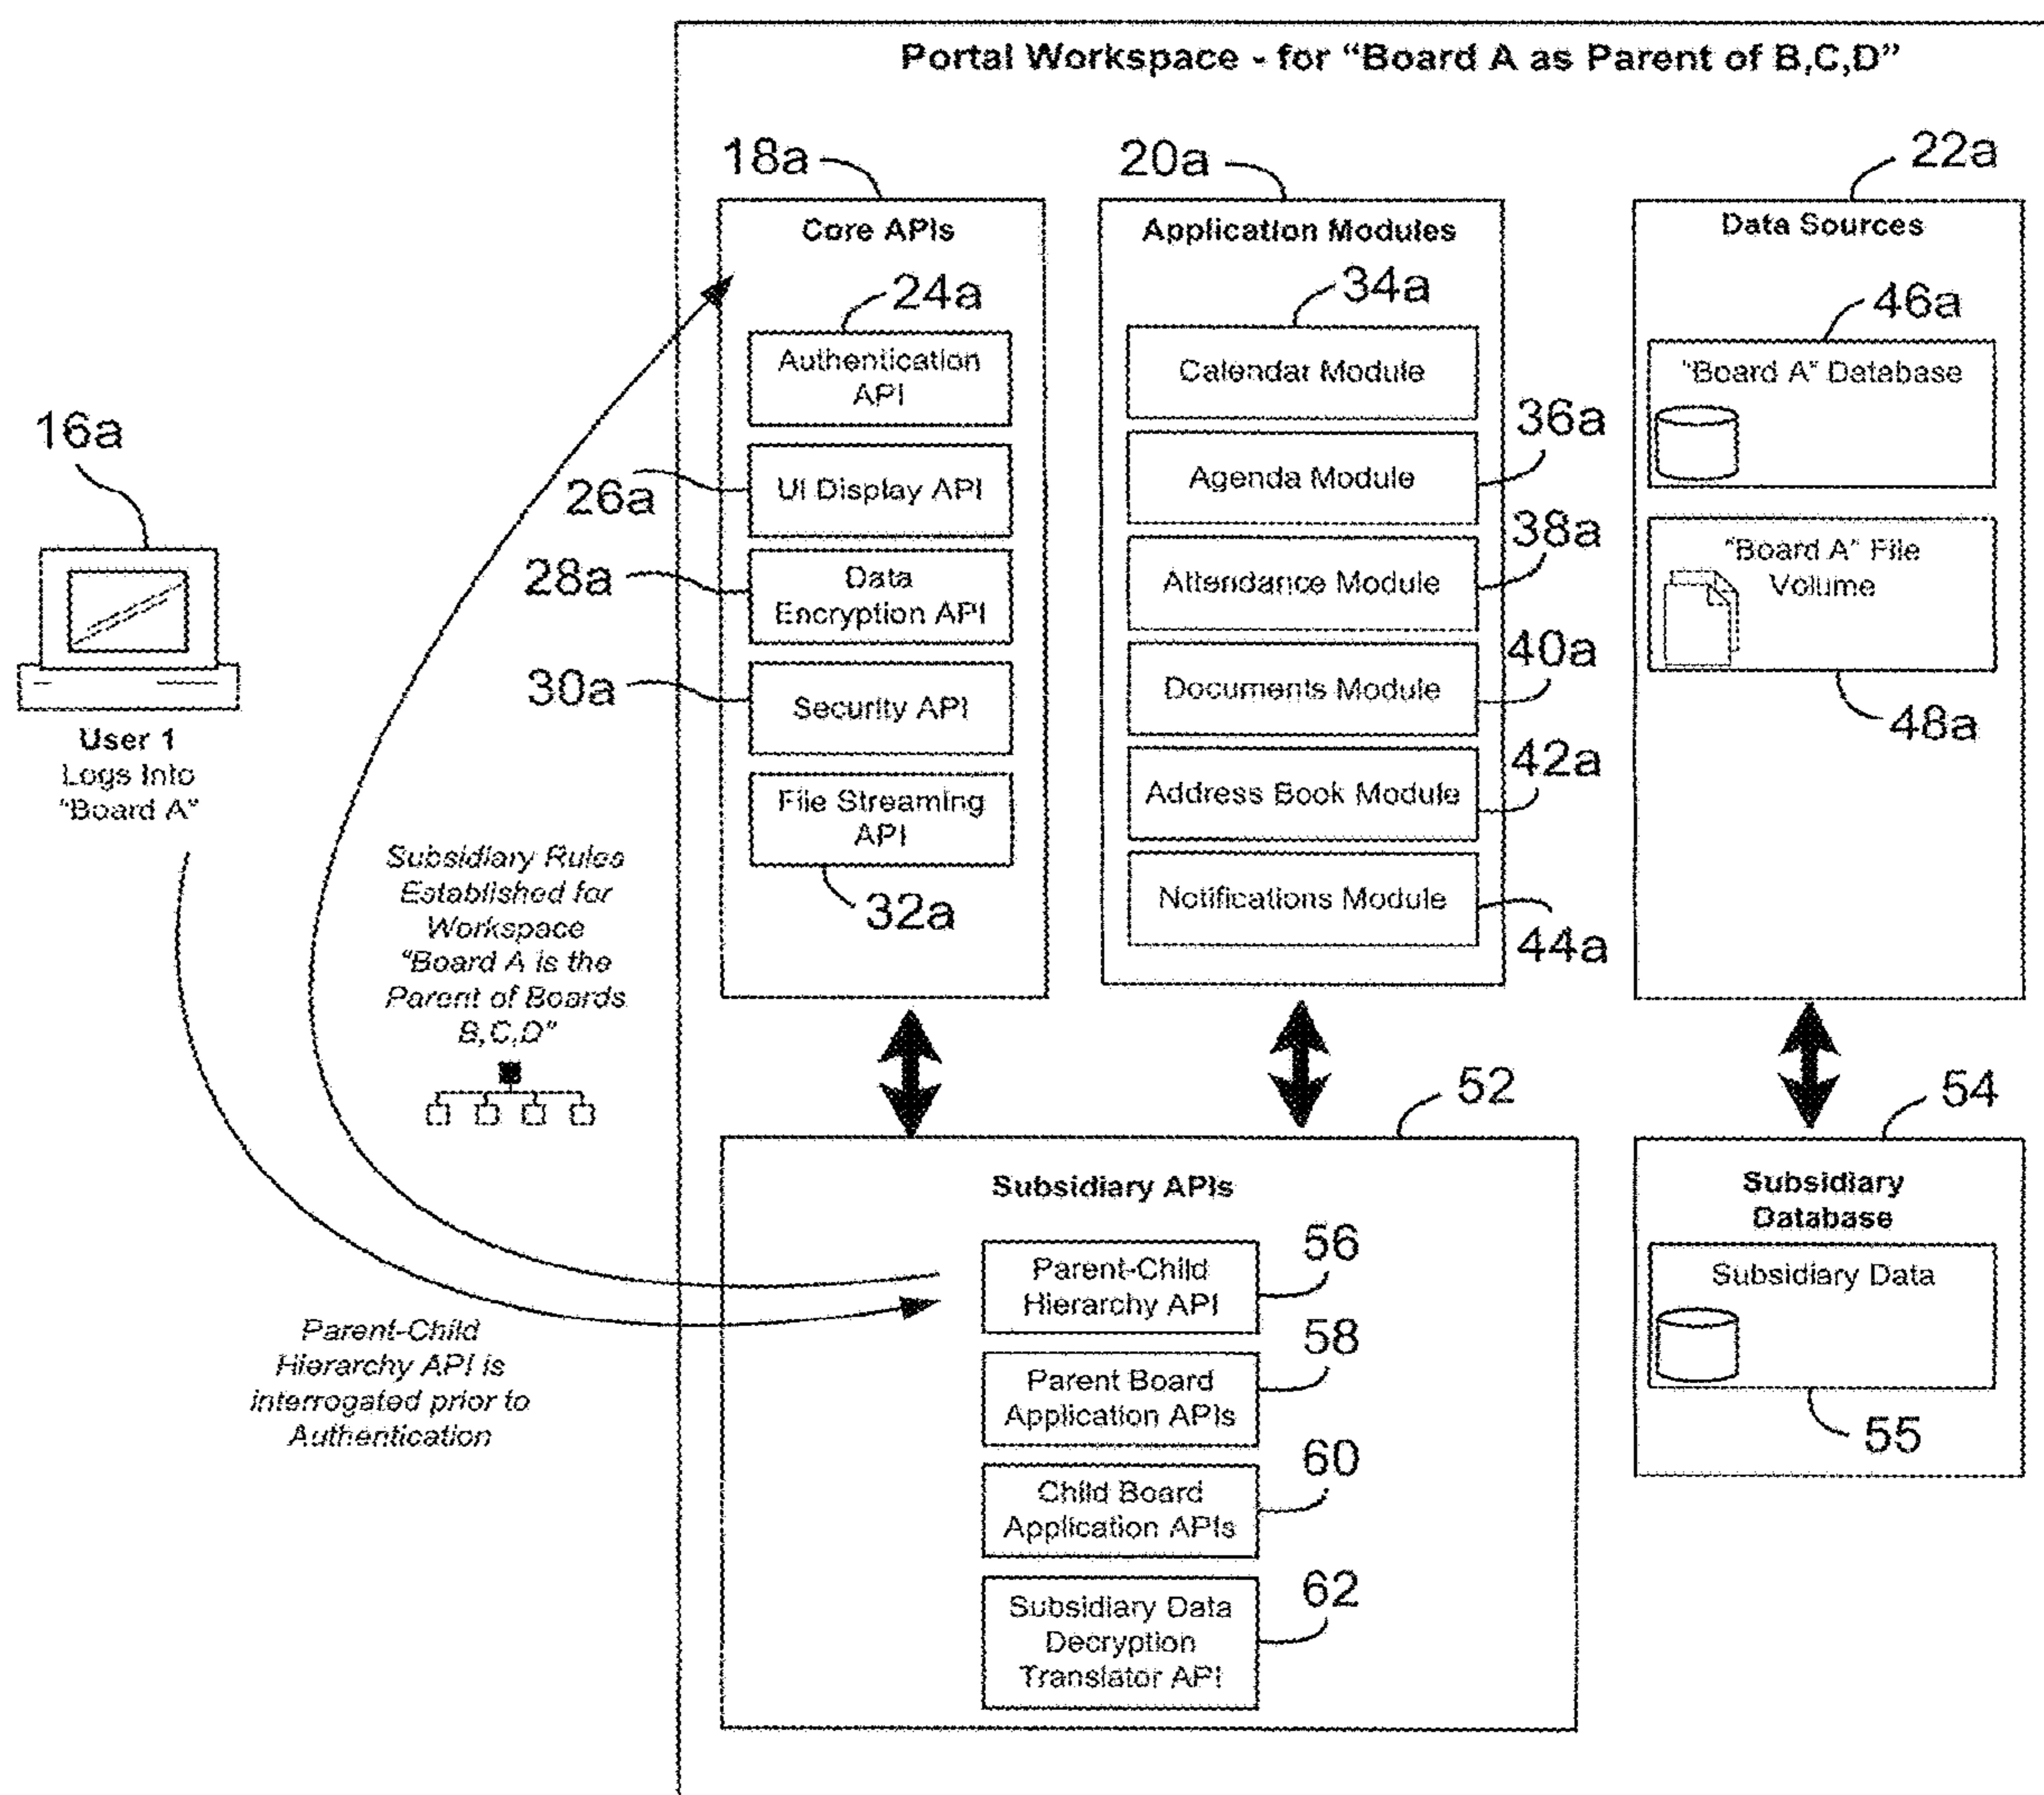 Portal Workspace - for “Board A as Parent of B,C,D”
18a
20a
22a
Core APIs
Application Modules
Data Sources
24a
34a
46a
Authentication
API
Calendar Module
"Board A" Database
16a
36a
26a
UI Display API
Agenda Module
38a
28a
Data
Encryption API
Attendance Module
"Board A" File
Volume
40a
30a
Security API
Documents Module
48a
42a
User 1
Logs Into
"Board A"
File Streaming
API
Address Book Module
32a
Notifications Module
44a
Subsidiary Rules
Established for
Workspace
"Board A is the
Parent of Boards
B,C,D"
52
54
Subsidiary APIs
Subsidiary
Database
56
Parent-Child
Hierarchy API
Subsidiary Data
55
58
Parent-Child
Hierarchy API is
interrogated prior to
Authentication
Parent Board
Application APIs
60
Child Board
Application APIs
62
Subsidiary Data
Decryption
Translator API